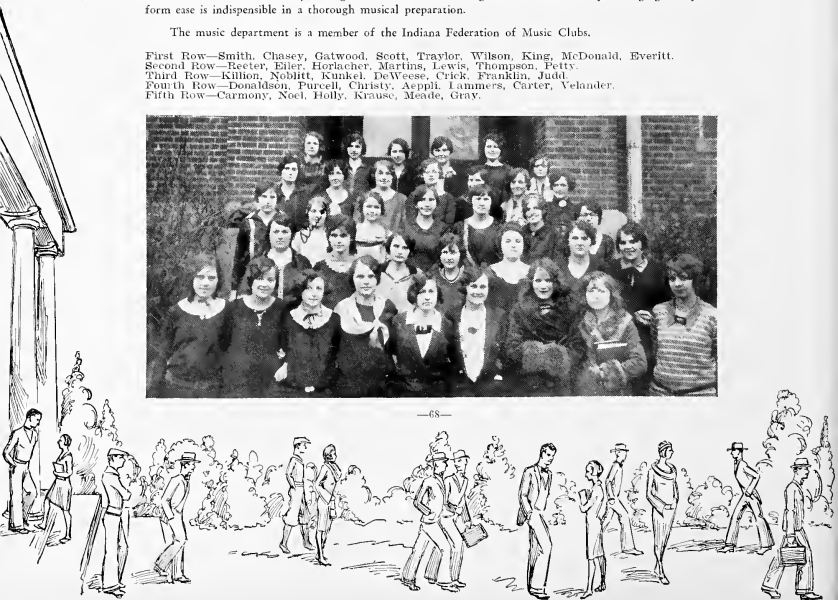 form ease is indispensible in a thorough musical preparation.
The music department is a member of the Indiana Federation of Music Clubs.
First Row—Smith, Chasey, Gatwood, Scott, Traylor, Wilson, King, McDonald, Everitt.
Second Row—Reeter, Eiler, Horlacher, Martins, Lewis, Thompson, Petty.
Third Row—Killion, Noblitt, Kunkel, DeWeese, Crick, Franklin, Judd.
Fourth Row—Donaldson, Purcell, Christy, Aeppli, Lammers, Carter, Velander.
Fifth Row—Carmony, Noel, Holly, Krause, Meade, Gray.
—68—